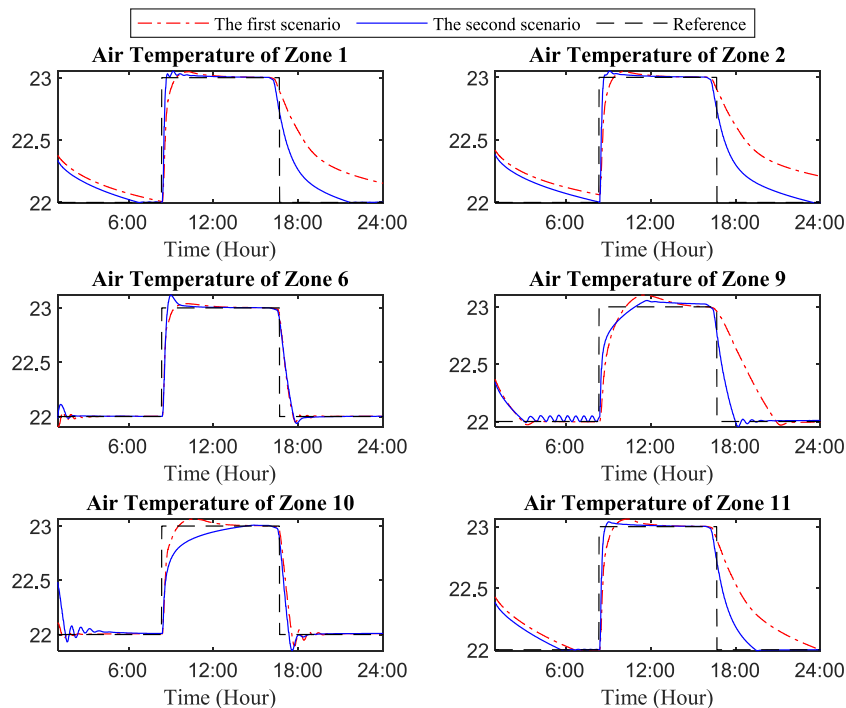 The first scenario The second scenario Reference
Air Temperature of Zone 1
23
22.5
22
6:00 12:00 18:00 24:00
Time (Hour)
Air Temperature of Zone 2
23
22.5
22
6:00 12:00 18:00 24:00
Time (Hour)
Air Temperature of Zone 6
23
22.5
22
6:00 12:00 18:00 24:00
Time (Hour)
Air Temperature of Zone 9
23
22.5
22
6:00 12:00 18:00 24:00
Time (Hour)
Air Temperature of Zone 10
23
22.5
22
6:00 12:00 18:00 24:00
Time (Hour)
Air Temperature of Zone 11
23
22.5
22
6:00 12:00 18:00 24:00
Time (Hour)